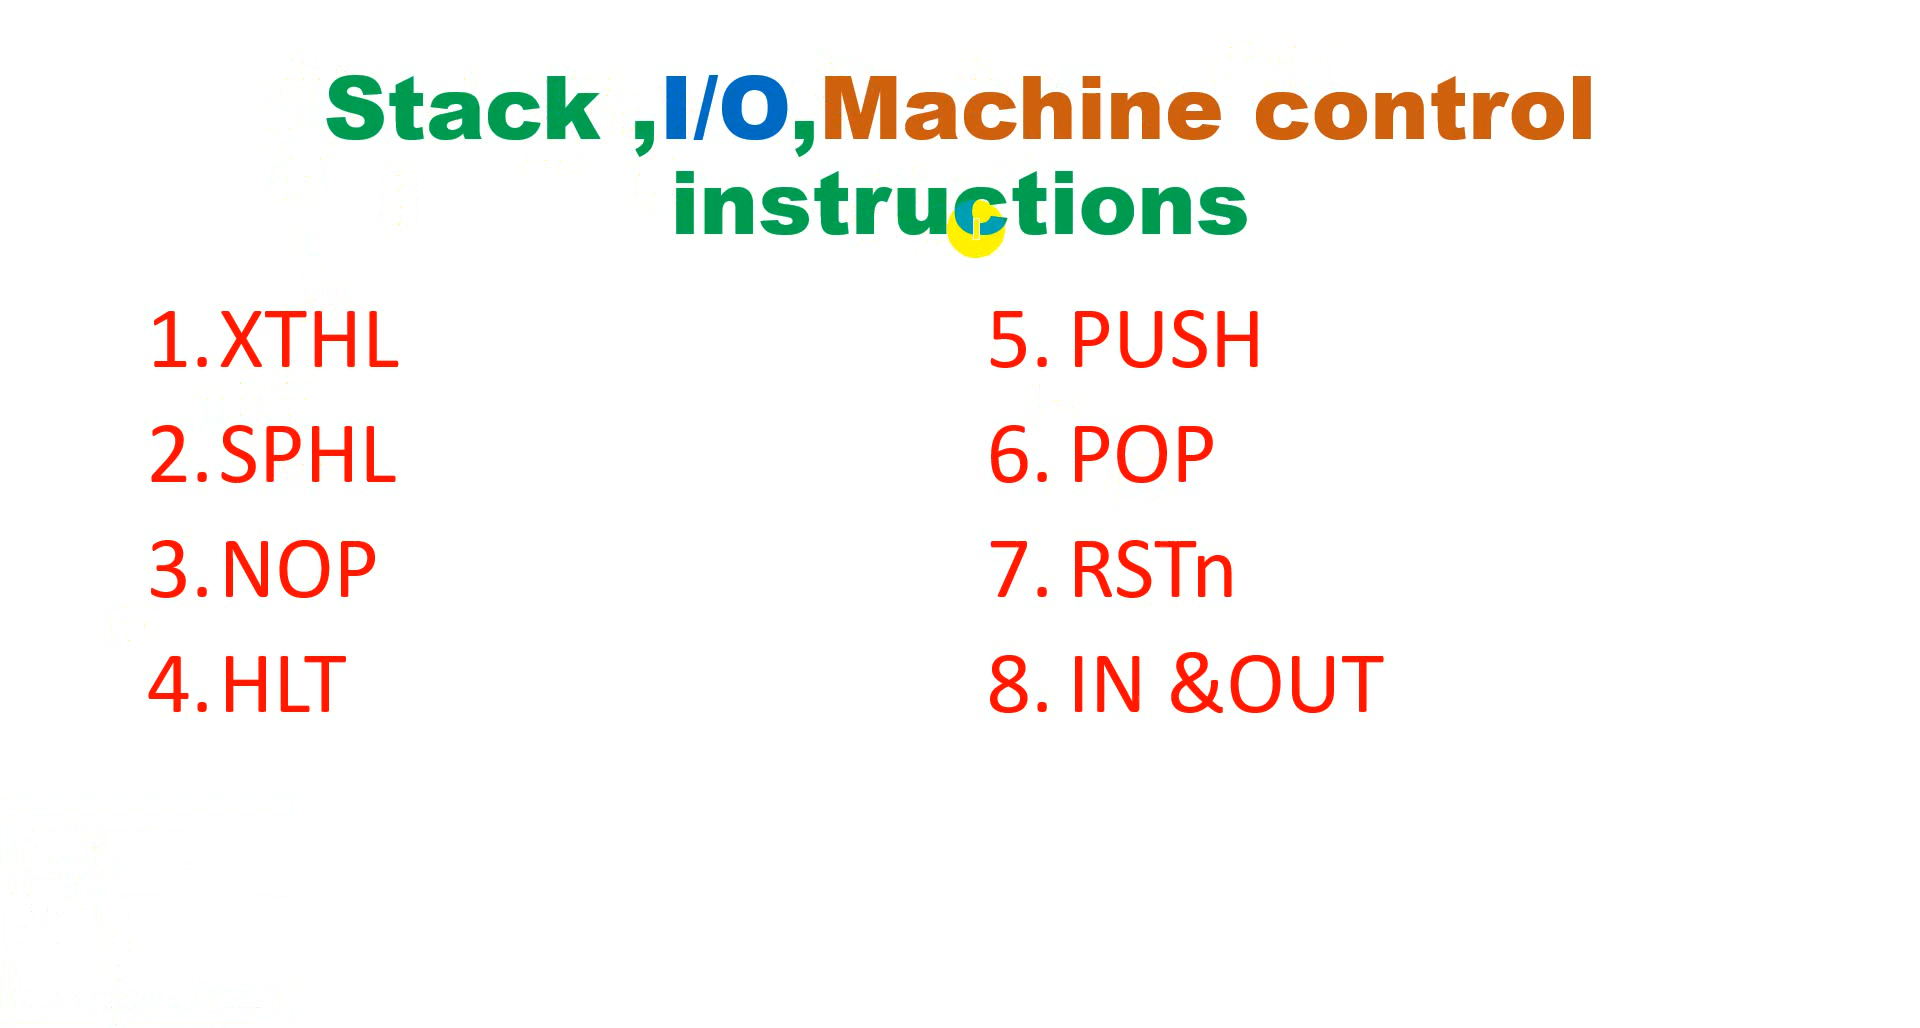 Stack ,I/O,Machine control
instructions
1. XTHL
2. SPHL
3. NOP
4. HLT
5. PUSH
6. POP
7. RSTn
8. IN &OUT